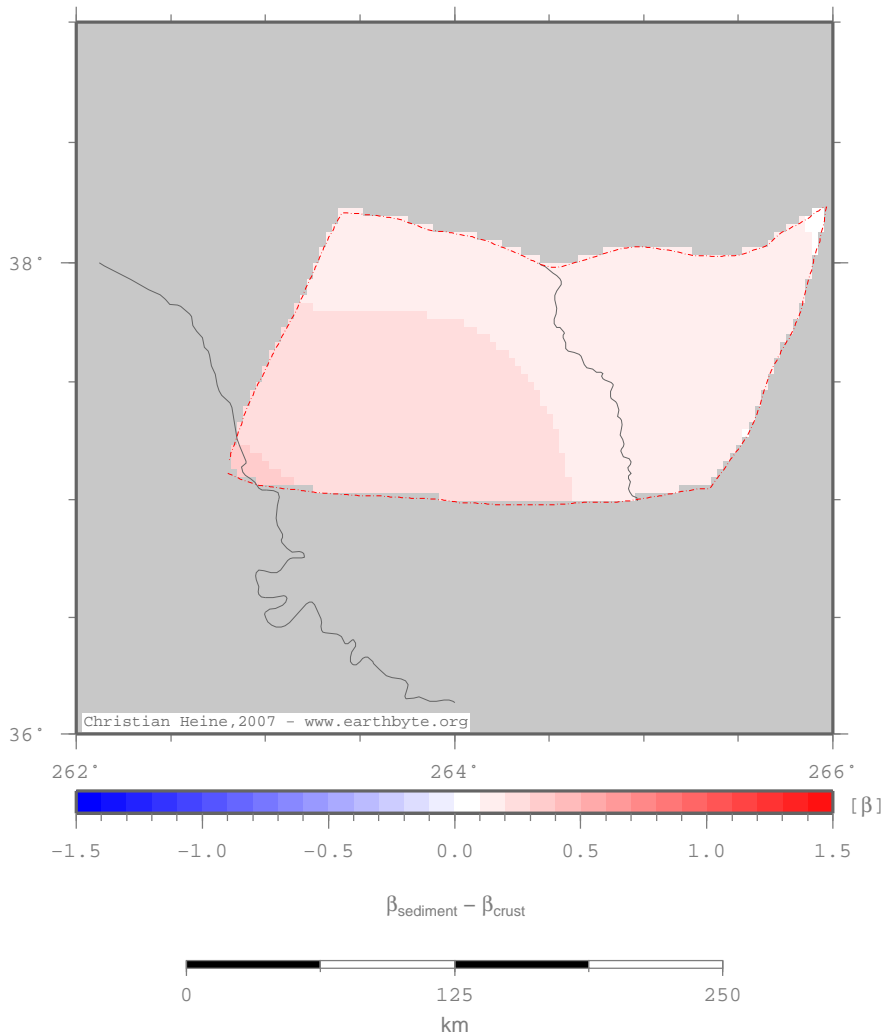 38°
36°
Christian Heine,2007 - www.earthbyte.org
262° 264° 266°
[β]
-1.5 -1.0 -0.5 0.0 0.5 1.0 1.5
βsediment – βcrust
0 125 250
km